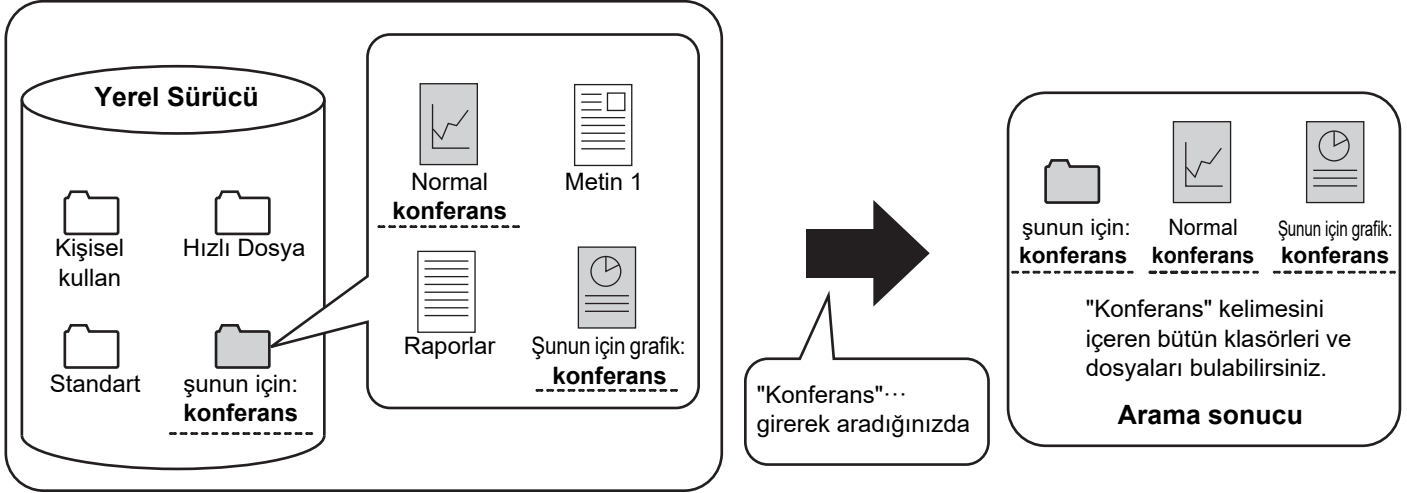 Yerel Sürücü
Kişisel
kullan
Hızlı Dosya
Standart
şunun için:
konferans
Normal
konferans
Metin 1
Raporlar
Şunun için grafik:
konferans
"Konferans"⋯
girerek aradığınızda
şunun için:
konferans
Normal
konferans
Şunun için grafik:
konferans
"Konferans" kelimesini
içeren bütün klasörleri ve
dosyaları bulabilirsiniz.
Arama sonucu